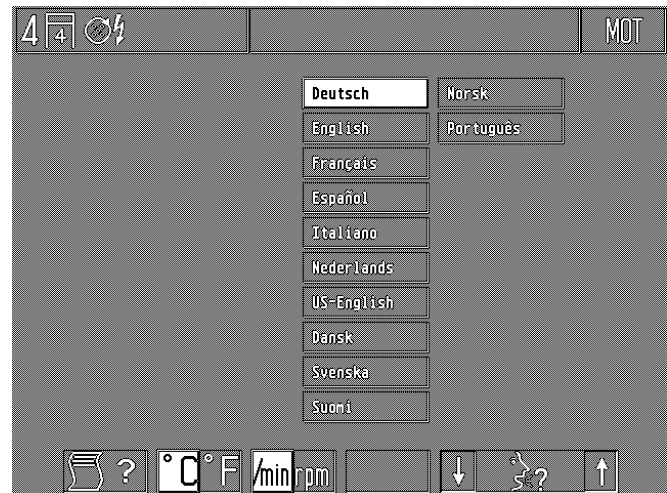 4 4 MOT
Deutsch Norsk
English Português
Français
Español
Italiano
Nederlands
US-English
Dansk
Svenska
Suomi
? °C °F /min rpm ?